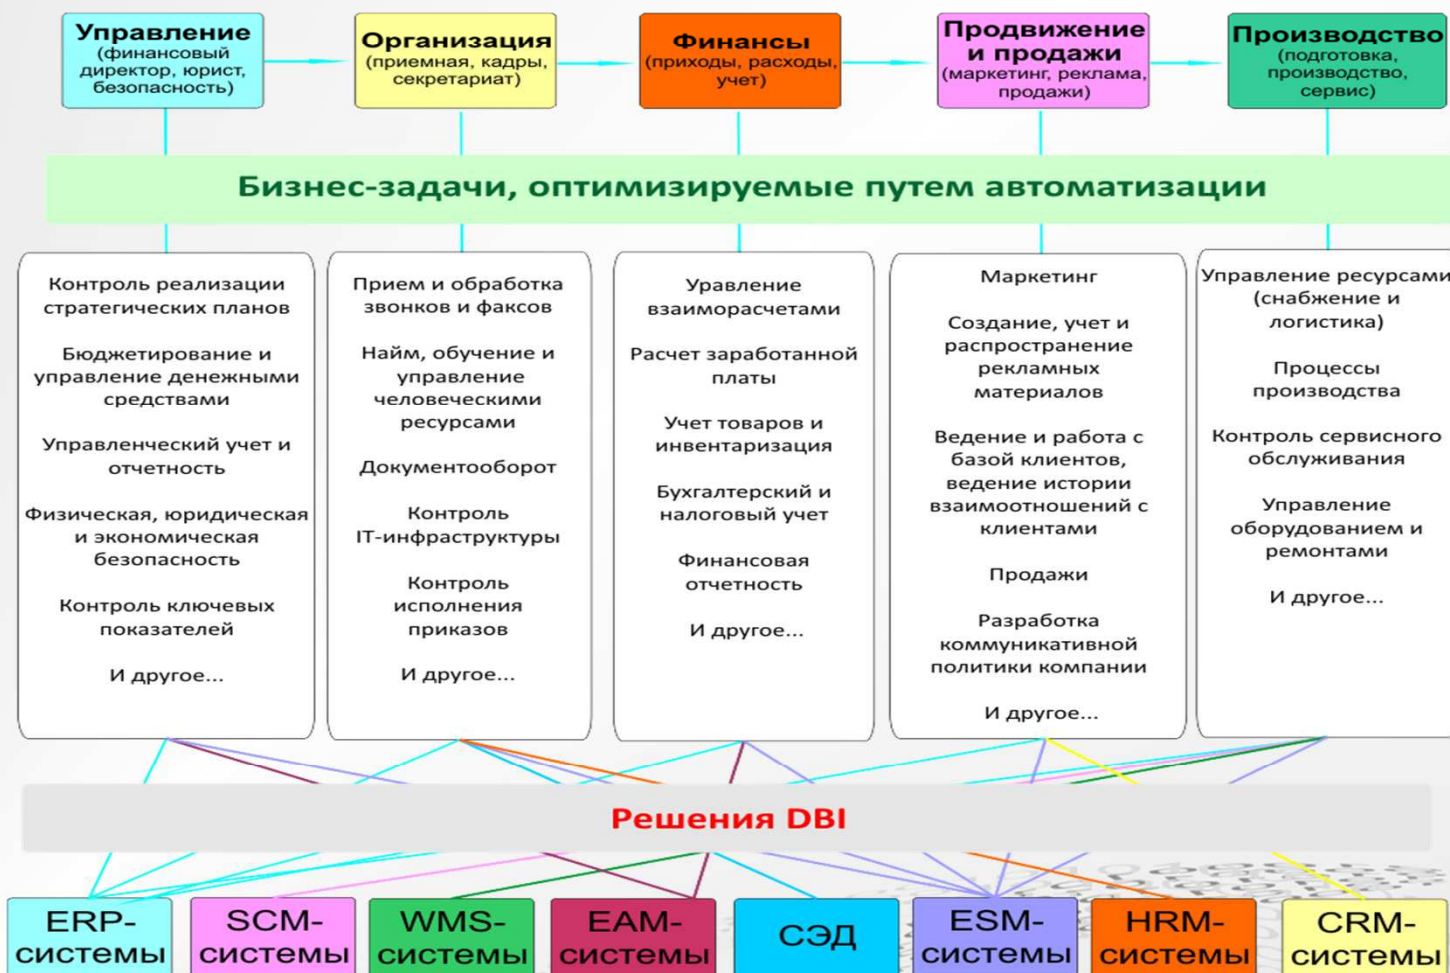 Управление
(финансовый
директор, юрист,
безопасность)
Организация
(приемная, кадры,
секретариат)
Финансы
(приходы, расходы,
учет)
Продвижение
и продажи
(маркетинг, реклама,
продажи)
Производство
(подготовка,
производство,
сервис)
Бизнес-задачи, оптимизируемые путем автоматизации
Контроль реализации
стратегических планов
Бюджетирование и
управление денежными
средствами
Управленческий учет и
отчетность
Физическая, юридическая
и экономическая
безопасность
Контроль ключевых
показателей
И другое...
Прием и обработка
звонков и факсов
Найм, обучение и
управление
человеческими
ресурсами
Документооборот
Контроль
IT-инфраструктуры
Контроль
исполнения
приказов
И другое...
Уравление
взаиморасчетами
Расчет заработанной
платы
Учет товаров и
инвентаризация
Бухгалтерский и
налоговый учет
Финансовая
отчетность
И другое...
Маркетинг
Создание, учет и
распространение
рекламных
материалов
Ведение и работа с
базой клиентов,
ведение истории
взаимоотношений с
клиентами
Продажи
Разработка
коммуникативной
политики компании
И другое...
Управление ресурсами
(снабжение и
логистика)
Процессы
производства
Контроль сервисного
обслуживания
Управление
оборудованием и
ремонтами
И другое...
Решения DBI
ERP-
системы
SCM-
системы
WMS-
системы
EAM-
системы
СЭД
ESM-
системы
HRM-
системы
CRM-
системы